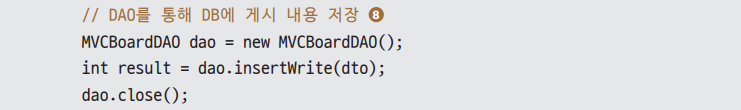 // DAO를 통해 DB에 게시 내용 저장 ❽
MVCBoardDAO dao = new MVCBoardDAO();
int result = dao.insertWrite(dto);
dao.close();